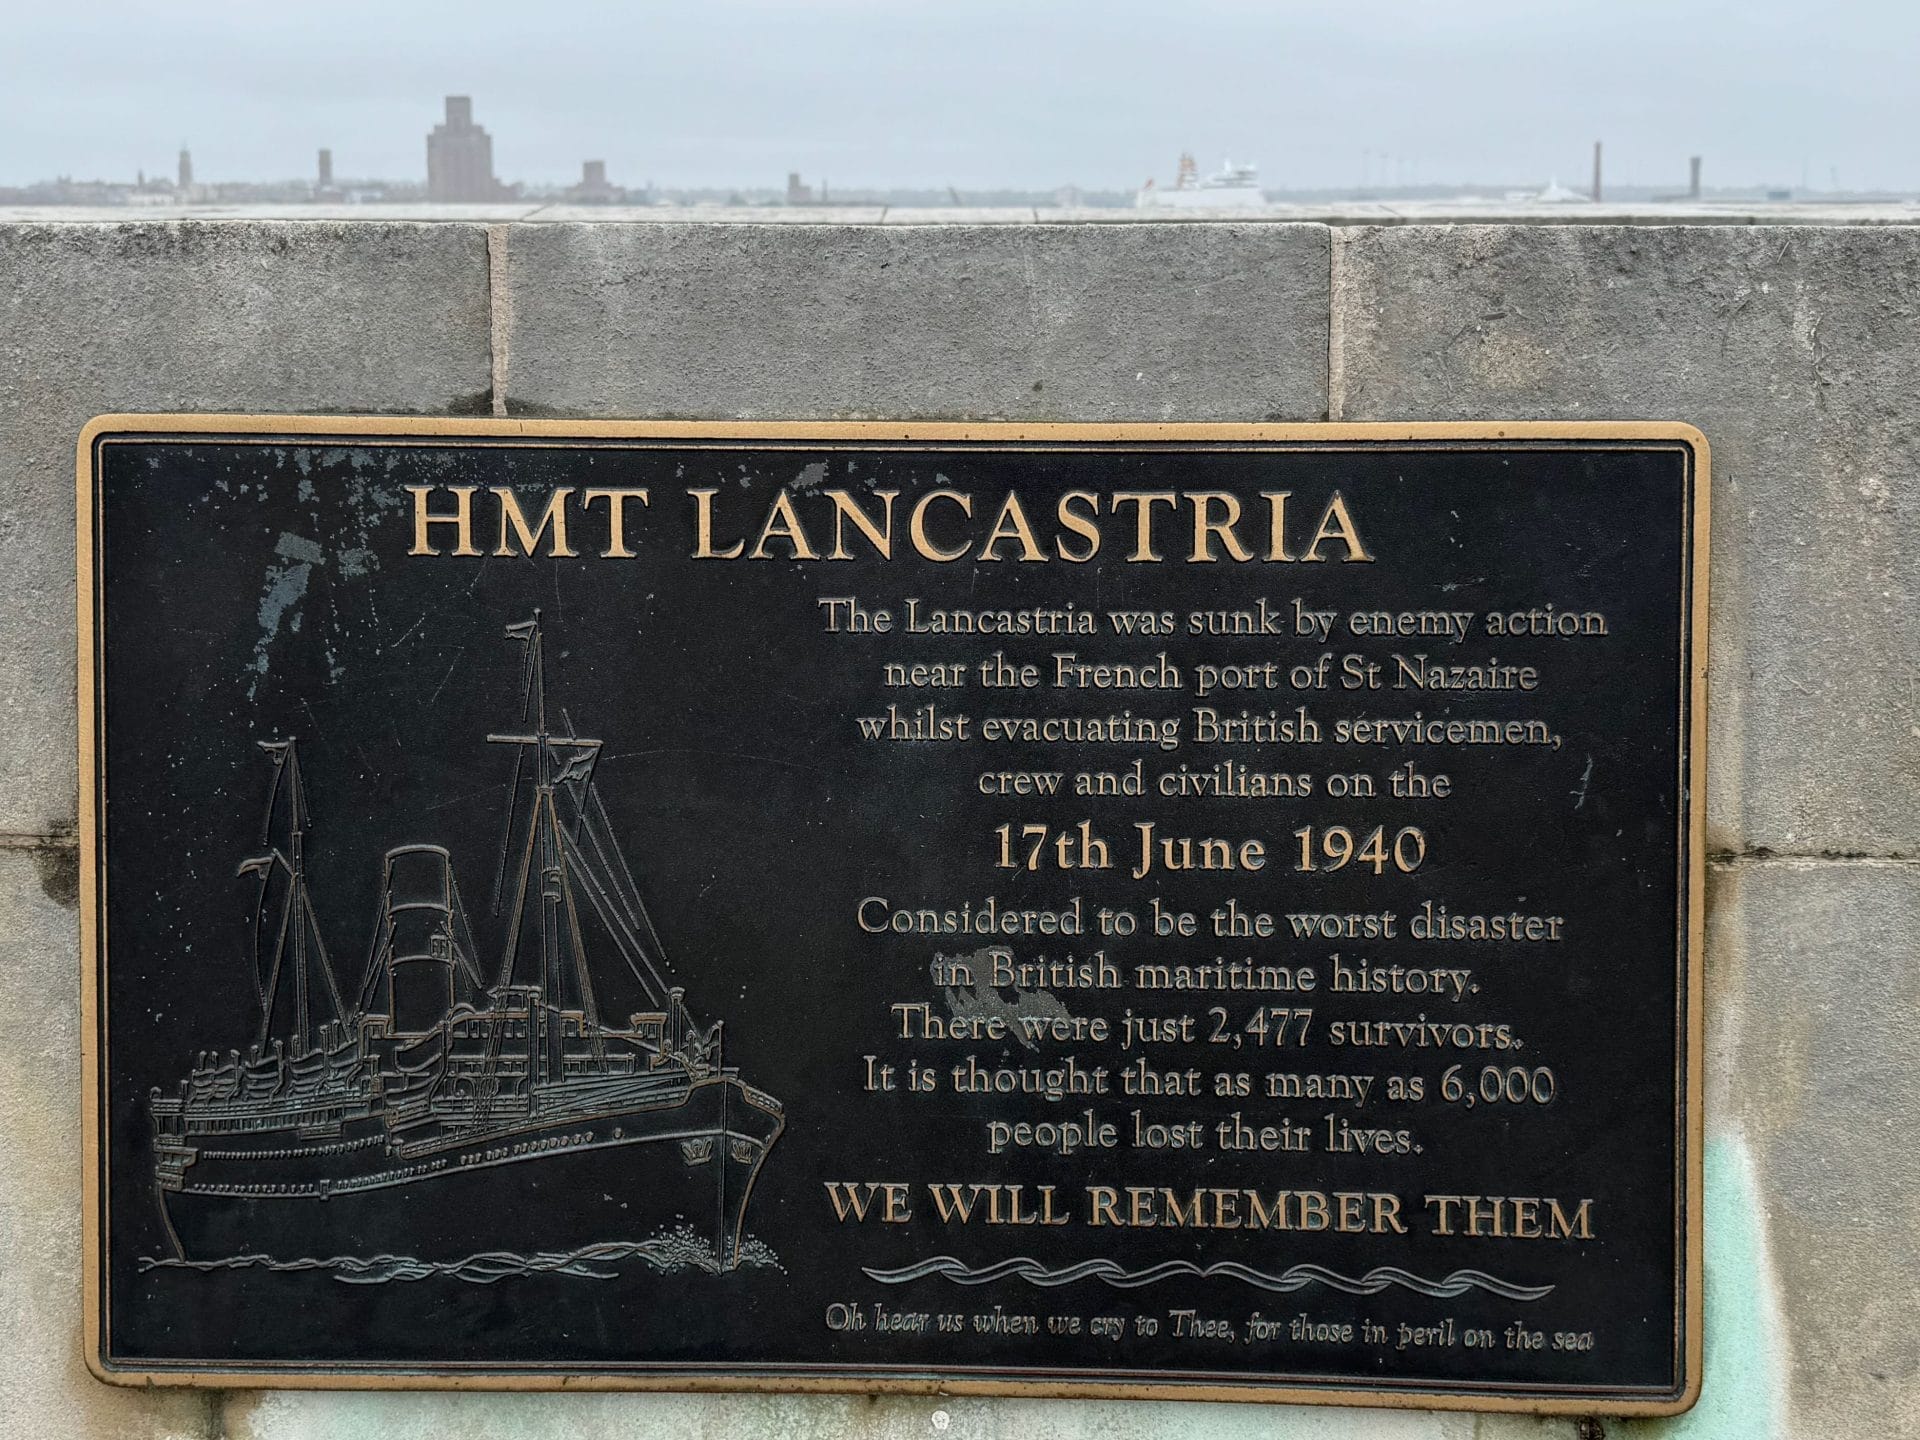 HMT LANCASTRIA
The Lancastria was sunk by enemy action
near the French port of St Nazaire
whilst evacuating British servicemen,
crew and civilians on the
17th June 1940
Considered to be the worst disaster
in British maritime history.
There were just 2,477 survivors.
It is thought that as many as 6,000
people lost their lives.
WE WILL REMEMBER THEM
Oh hear us when we cry to Thee, for those in peril on the sea